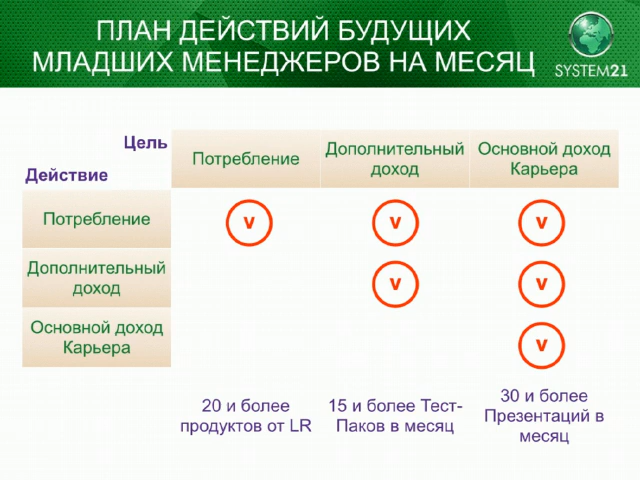 ПЛАН ДЕЙСТВИЙ БУДУЩИХ
МЛАДШИХ МЕНЕДЖЕРОВ НА МЕСЯЦ
SYSTEM21
Цель
Действие
Потребление
Дополнительный
доход
Основной доход
Карьера
Потребление
v
v
v
Дополнительный
доход
v
v
Основной доход
Карьера
v
20 и более
продуктов от LR
15 и более Тест-
Паков в месяц
30 и более
Презентаций в
месяц